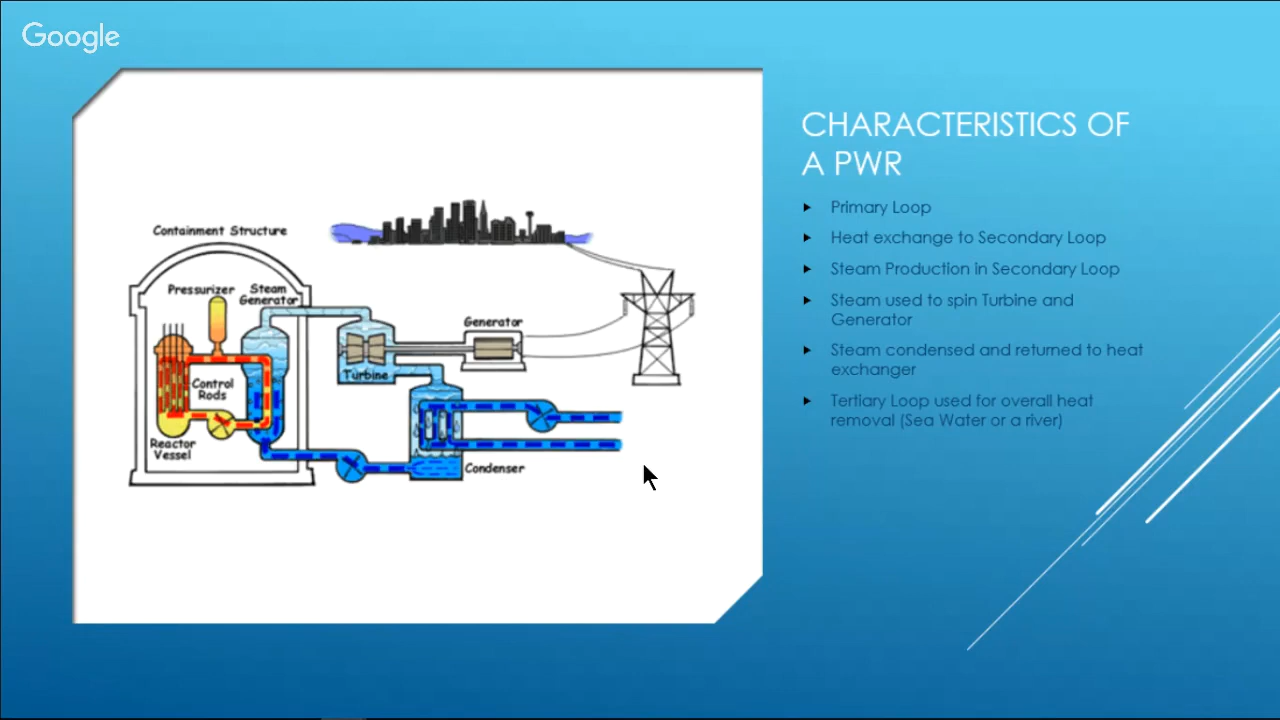 Google
CHARACTERISTICS OF
A PWR
Primary Loop
Heat exchange to Secondary Loop
Steam Production in Secondary Loop
Steam used to spin Turbine and
Generator
Steam condensed and returned to heat
exchanger
Tertiary Loop used for overall heat
removal (Sea Water or a river)
Containment Structure
Pressurizer
Steam
Generator
Control
Rods
Reactor
Vessel
Turbine
Generator
Condenser